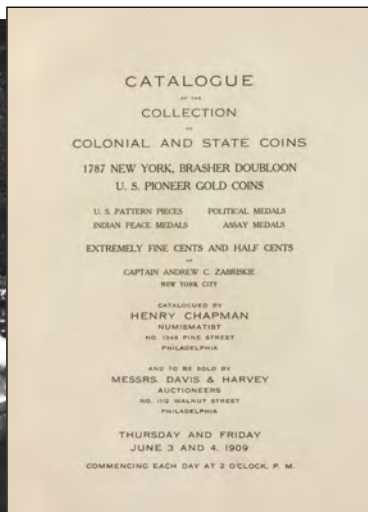 CATALOGUE
OF THE
COLLECTION
OF
COLONIAL AND STATE COINS
1787 NEW YORK, BRASHER DOUBLOON
U. S. PIONEER GOLD COINS
U. S. PATTERN PIECES POLITICAL MEDALS
INDIAN PEACE MEDALS ASSAY MEDALS
EXTREMELY FINE CENTS AND HALF CENTS
OF
CAPTAIN ANDREW C. ZABRISKIE
NEW YORK CITY
CATALOGUED BY
HENRY CHAPMAN
NUMISMATIST
NO. 1348 PINE STREET
PHILADELPHIA
AND TO BE SOLD BY
MESSRS. DAVIS & HARVEY
AUCTIONEERS
NO. 1112 WALNUT STREET
PHILADELPHIA
THURSDAY AND FRIDAY
JUNE 3 AND 4, 1909
COMMENCING EACH DAY AT 2 O'CLOCK, P. M.